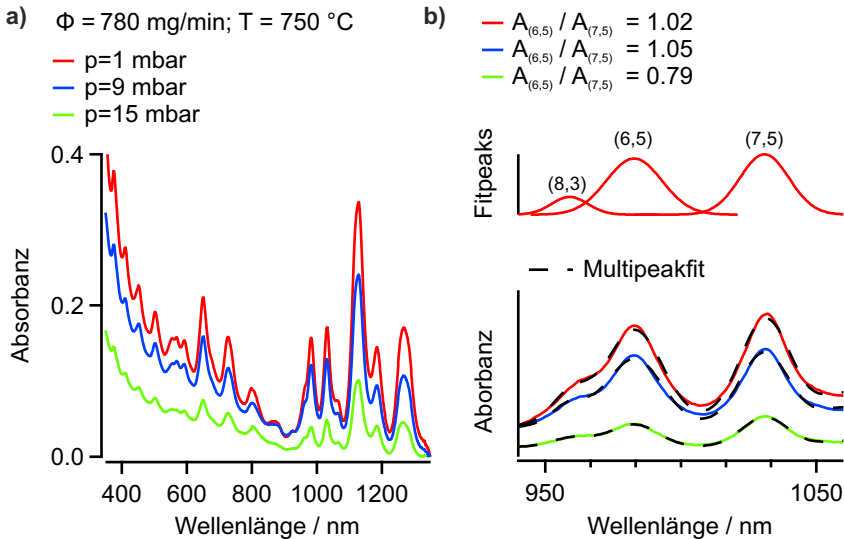 a)
Φ = 780 mg/min; T = 750 °C
p=1 mbar
p=9 mbar
p=15 mbar
0.4
0.2
0.0
Absorbanz
400 600 800 1000 1200
Wellenlänge / nm
b)
A(6,5) / A(7,5) = 1.02
A(6,5) / A(7,5) = 1.05
A(6,5) / A(7,5) = 0.79
Fitpeaks
(8,3)
(6,5)
(7,5)
Multipeakfit
Aborbanz
950 1050
Wellenlänge / nm